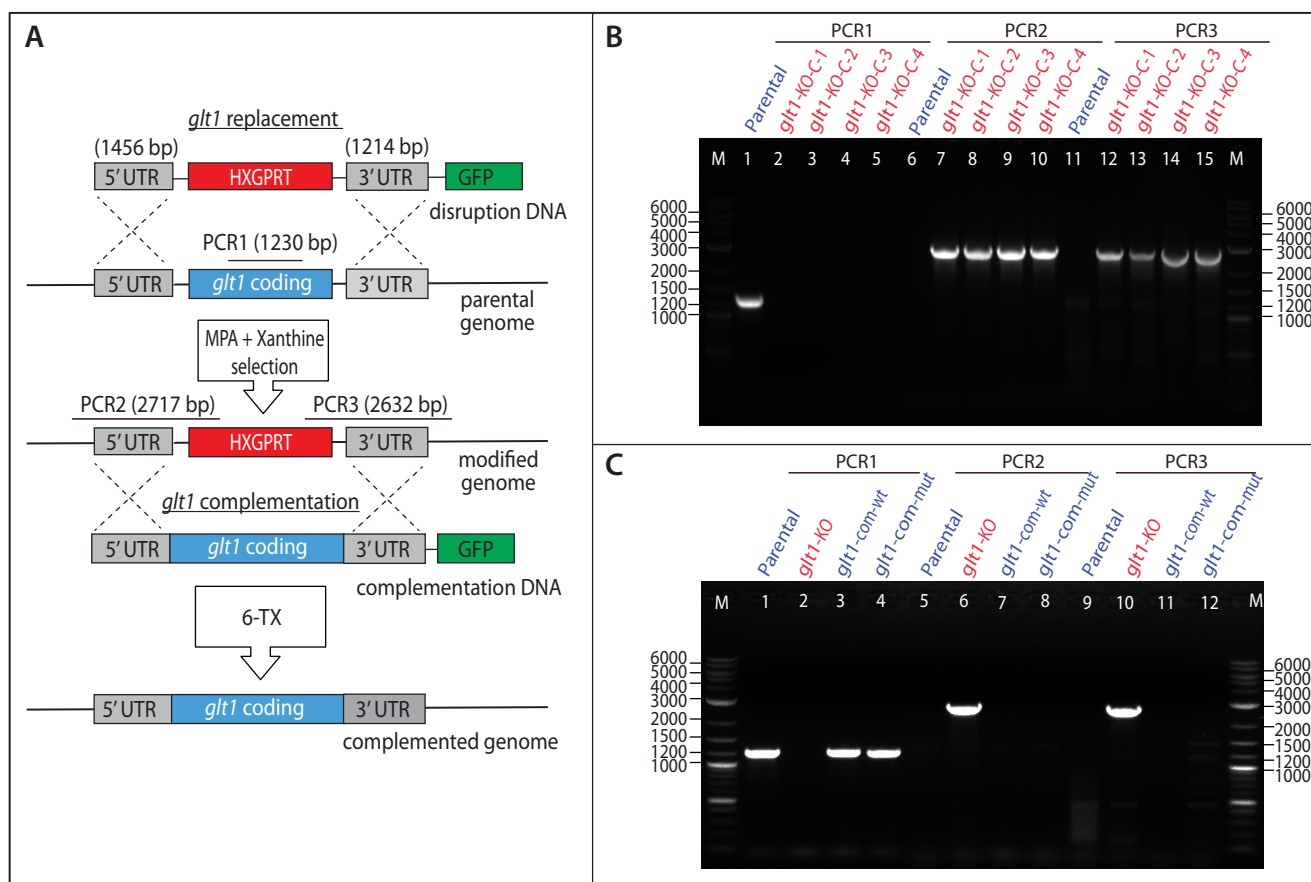 A
glt1 replacement
(1456 bp)
(1214 bp)
5' UTR
HXGPRT
3' UTR
GFP
disruption DNA
PCR1 (1230 bp)
5' UTR
glt1 coding
3' UTR
parental
genome
MPA + Xanthine
selection
PCR2 (2717 bp)
PCR3 (2632 bp)
5' UTR
HXGPRT
3' UTR
modified
genome
glt1 complementation
5' UTR
glt1 coding
3' UTR
GFP
complementation DNA
6-TX
5' UTR
glt1 coding
3' UTR
complemented genome
B
PCR1
PCR2
PCR3
Parental
glt1-KO-C-1
glt1-KO-C-2
glt1-KO-C-3
glt1-KO-C-4
Parental
glt1-KO-C-1
glt1-KO-C-2
glt1-KO-C-3
glt1-KO-C-4
Parental
glt1-KO-C-1
glt1-KO-C-2
glt1-KO-C-3
glt1-KO-C-4
M 1 2 3 4 5 6 7 8 9 10 11 12 13 14 15 M
6000
5000
4000
3000
2000
1500
1200
1000
6000
5000
4000
3000
2000
1500
1200
1000
C
PCR1
PCR2
PCR3
Parental
glt1-KO
glt1-com-wt
glt1-com-mut
Parental
glt1-KO
glt1-com-wt
glt1-com-mut
Parental
glt1-KO
glt1-com-wt
glt1-com-mut
M 1 2 3 4 5 6 7 8 9 10 11 12 M
6000
5000
4000
3000
2000
1500
1200
1000
6000
5000
4000
3000
2000
1500
1200
1000